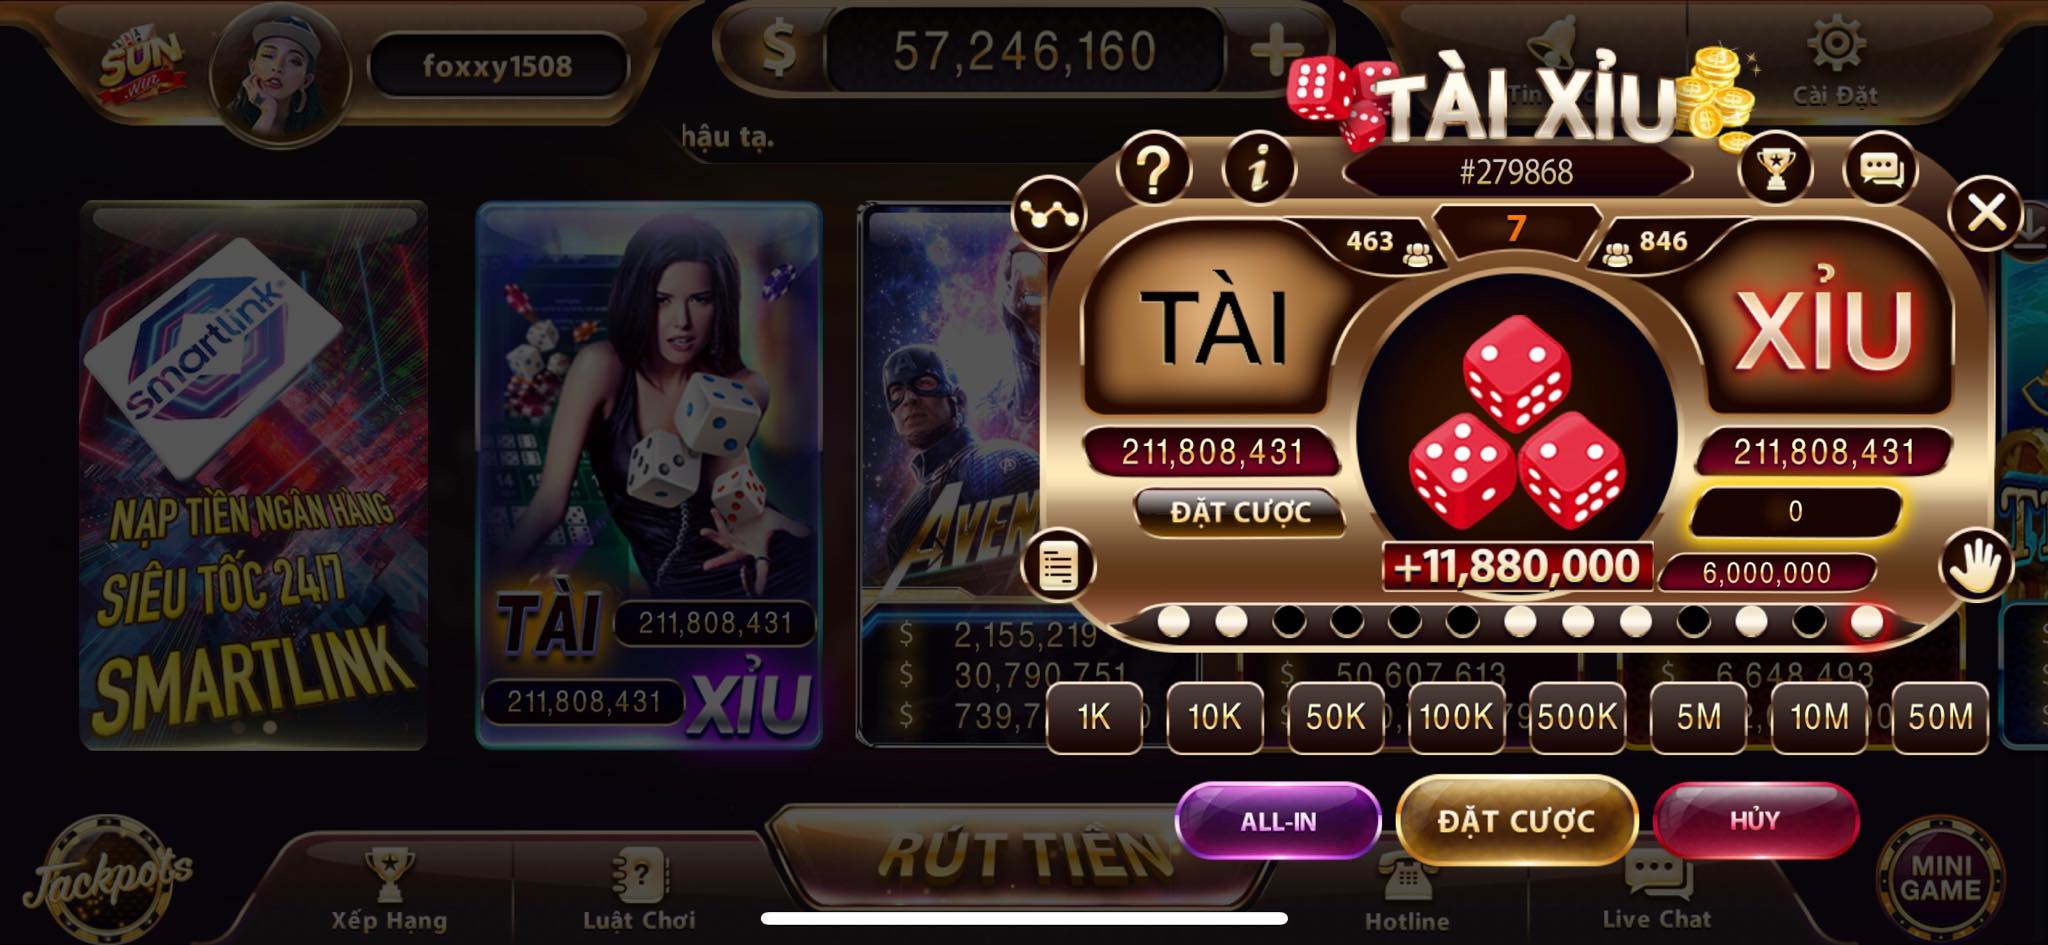 SUN
.WIN
foxxy1508
$ 57,246,160 +
Cài Đặt
hậu tạ.
TÀI XỈU
#279868
? i
463 7 846
TÀI XỈU
211,808,431 211,808,431
ĐẶT CƯỢC 0
+11,880,000 6,000,000
smartlink
NẠP TIỀN NGÂN HÀNG
SIÊU TỐC 24/7
SMARTLINK
TÀI 211,808,431
211,808,431 XỈU
$ 2,155,219
$ 30,790,751
$ 50,607,613
$ 6,648,493
1K 10K 50K 100K 500K 5M 10M 50M
ALL-IN ĐẶT CƯỢC HỦY
Jackpots
Xếp Hạng
Luật Chơi
RÚT TIỀN
Hotline
Live Chat
MINI
GAME